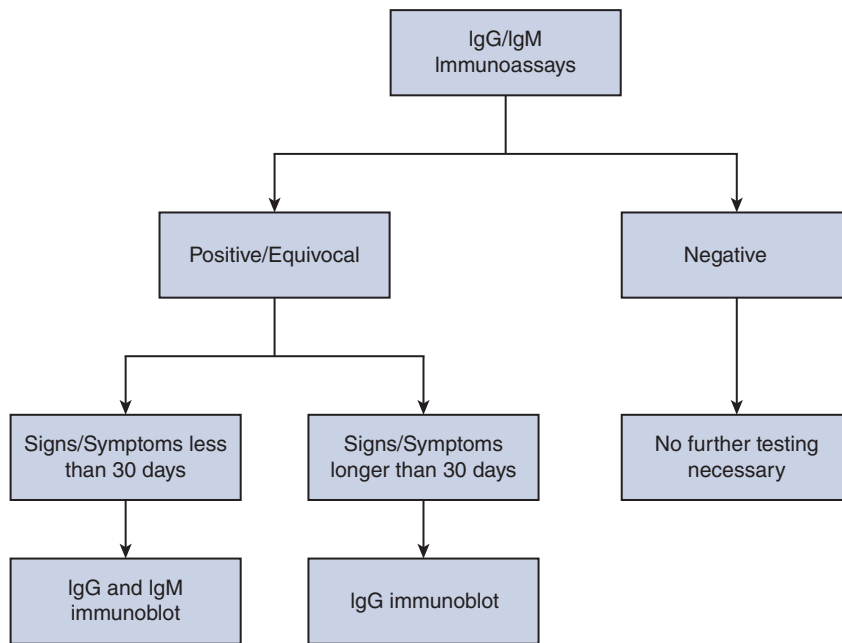 IgG/IgM
Immunoassays
Positive/Equivocal
Negative
Signs/Symptoms less
than 30 days
Signs/Symptoms
longer than 30 days
No further testing
necessary
IgG and IgM
immunoblot
IgG immunoblot